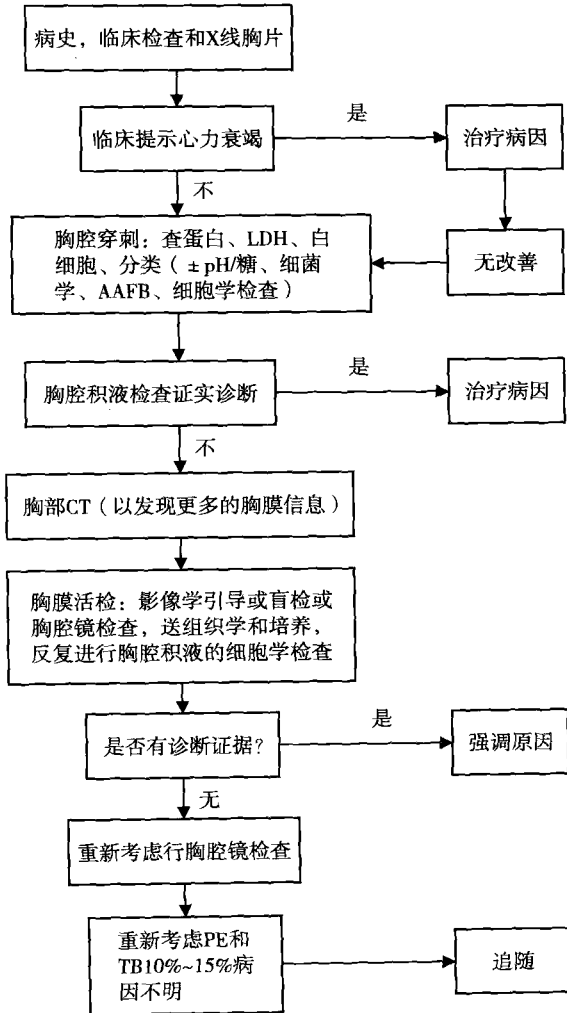 病史，临床检查和X线胸片
临床提示心力衰竭
是
治疗病因
不
胸腔穿刺：查蛋白、LDH、白
细胞、分类（±pH/糖、细菌
学、AAFB、细胞学检查）
无改善
胸腔积液检查证实诊断
是
治疗病因
不
胸部CT（以发现更多的胸膜信息）
胸膜活检：影像学引导或盲检或
胸腔镜检查，送组织学和培养，
反复进行胸腔积液的细胞学检查
是否有诊断证据？
是
强调原因
无
重新考虑行胸腔镜检查
重新考虑PE和
TB10%~15%病
因不明
追随